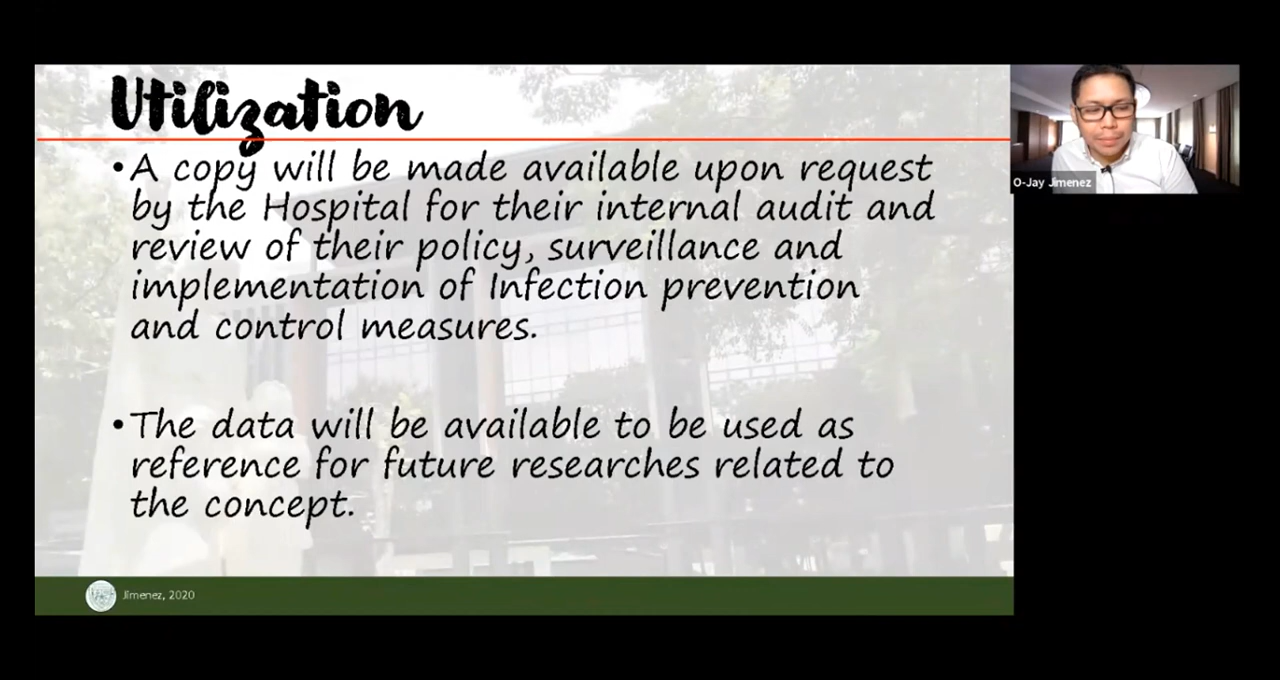 Utilization
• A copy will be made available upon request
by the Hospital for their internal audit and
review of their policy, surveillance and
implementation of Infection prevention
and control measures.
• The data will be available to be used as
reference for future researches related to
the concept.
Jimenez, 2020
O-Jay Jimenez